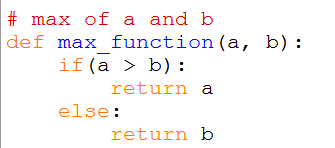 # max of a and b
def max_function(a, b):
    if(a > b):
        return a
    else:
        return b